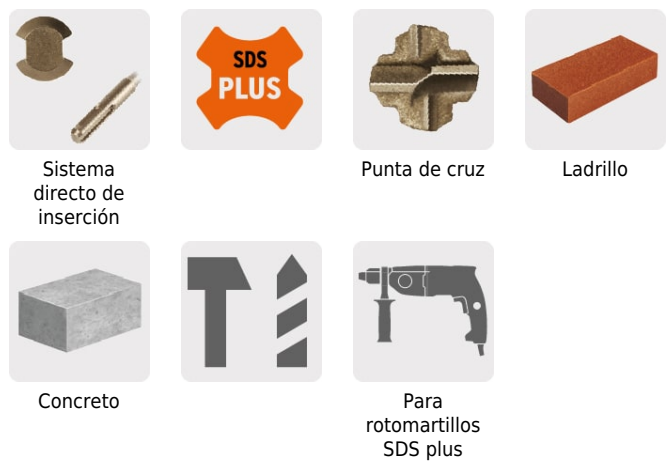 SDS
PLUS
Sistema
directo de
inserción
Punta de cruz
Ladrillo
Concreto
Para
rotomartillos
SDS plus